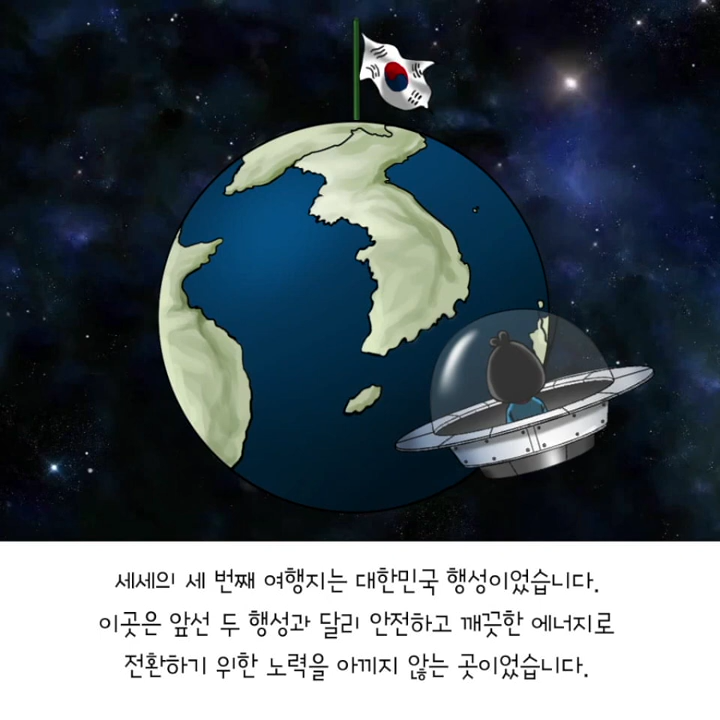 세세의 세 번째 여행지는 대한민국 행성이었습니다.
이곳은 앞선 두 행성과 달리 안전하고 깨끗한 에너지로
전환하기 위한 노력을 아끼지 않는 곳이었습니다.